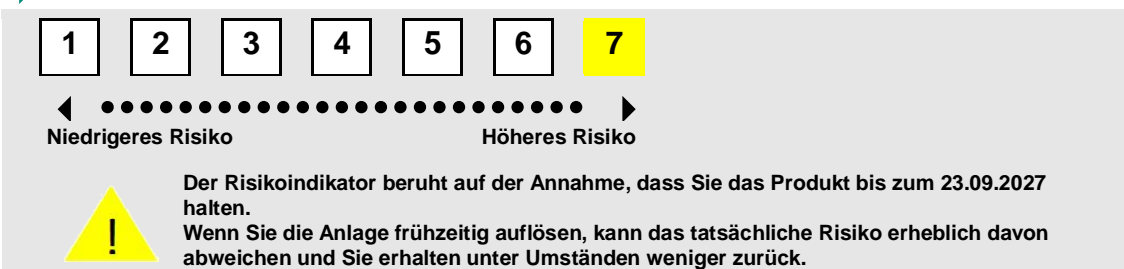 1 2 3 4 5 6 7
Niedrigeres Risiko Höheres Risiko
Der Risikoindikator beruht auf der Annahme, dass Sie das Produkt bis zum 23.09.2027
halten.
! Wenn Sie die Anlage frühzeitig auflösen, kann das tatsächliche Risiko erheblich davon
abweichen und Sie erhalten unter Umständen weniger zurück.